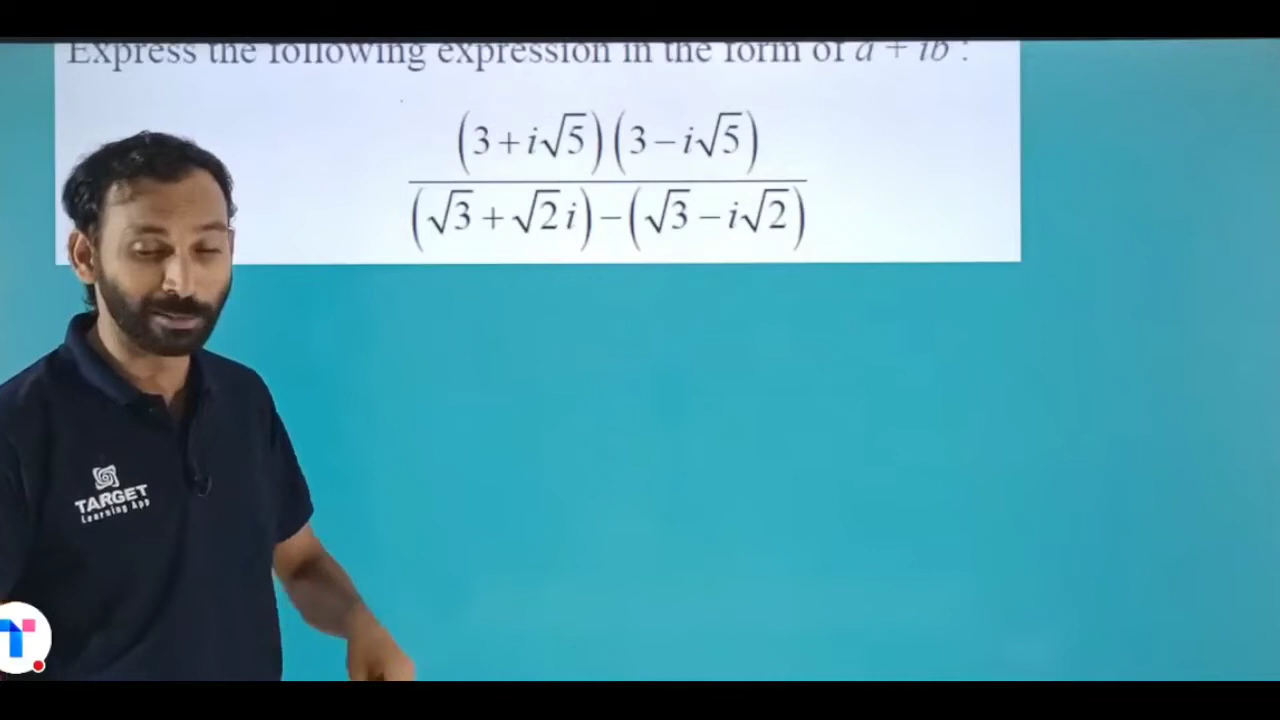 Express the following expression in the form of a + ib :
(3 + i√5)(3 − i√5)
(√3 + √2 i) − (√3 − i√2)
TARGET
Learning App
T